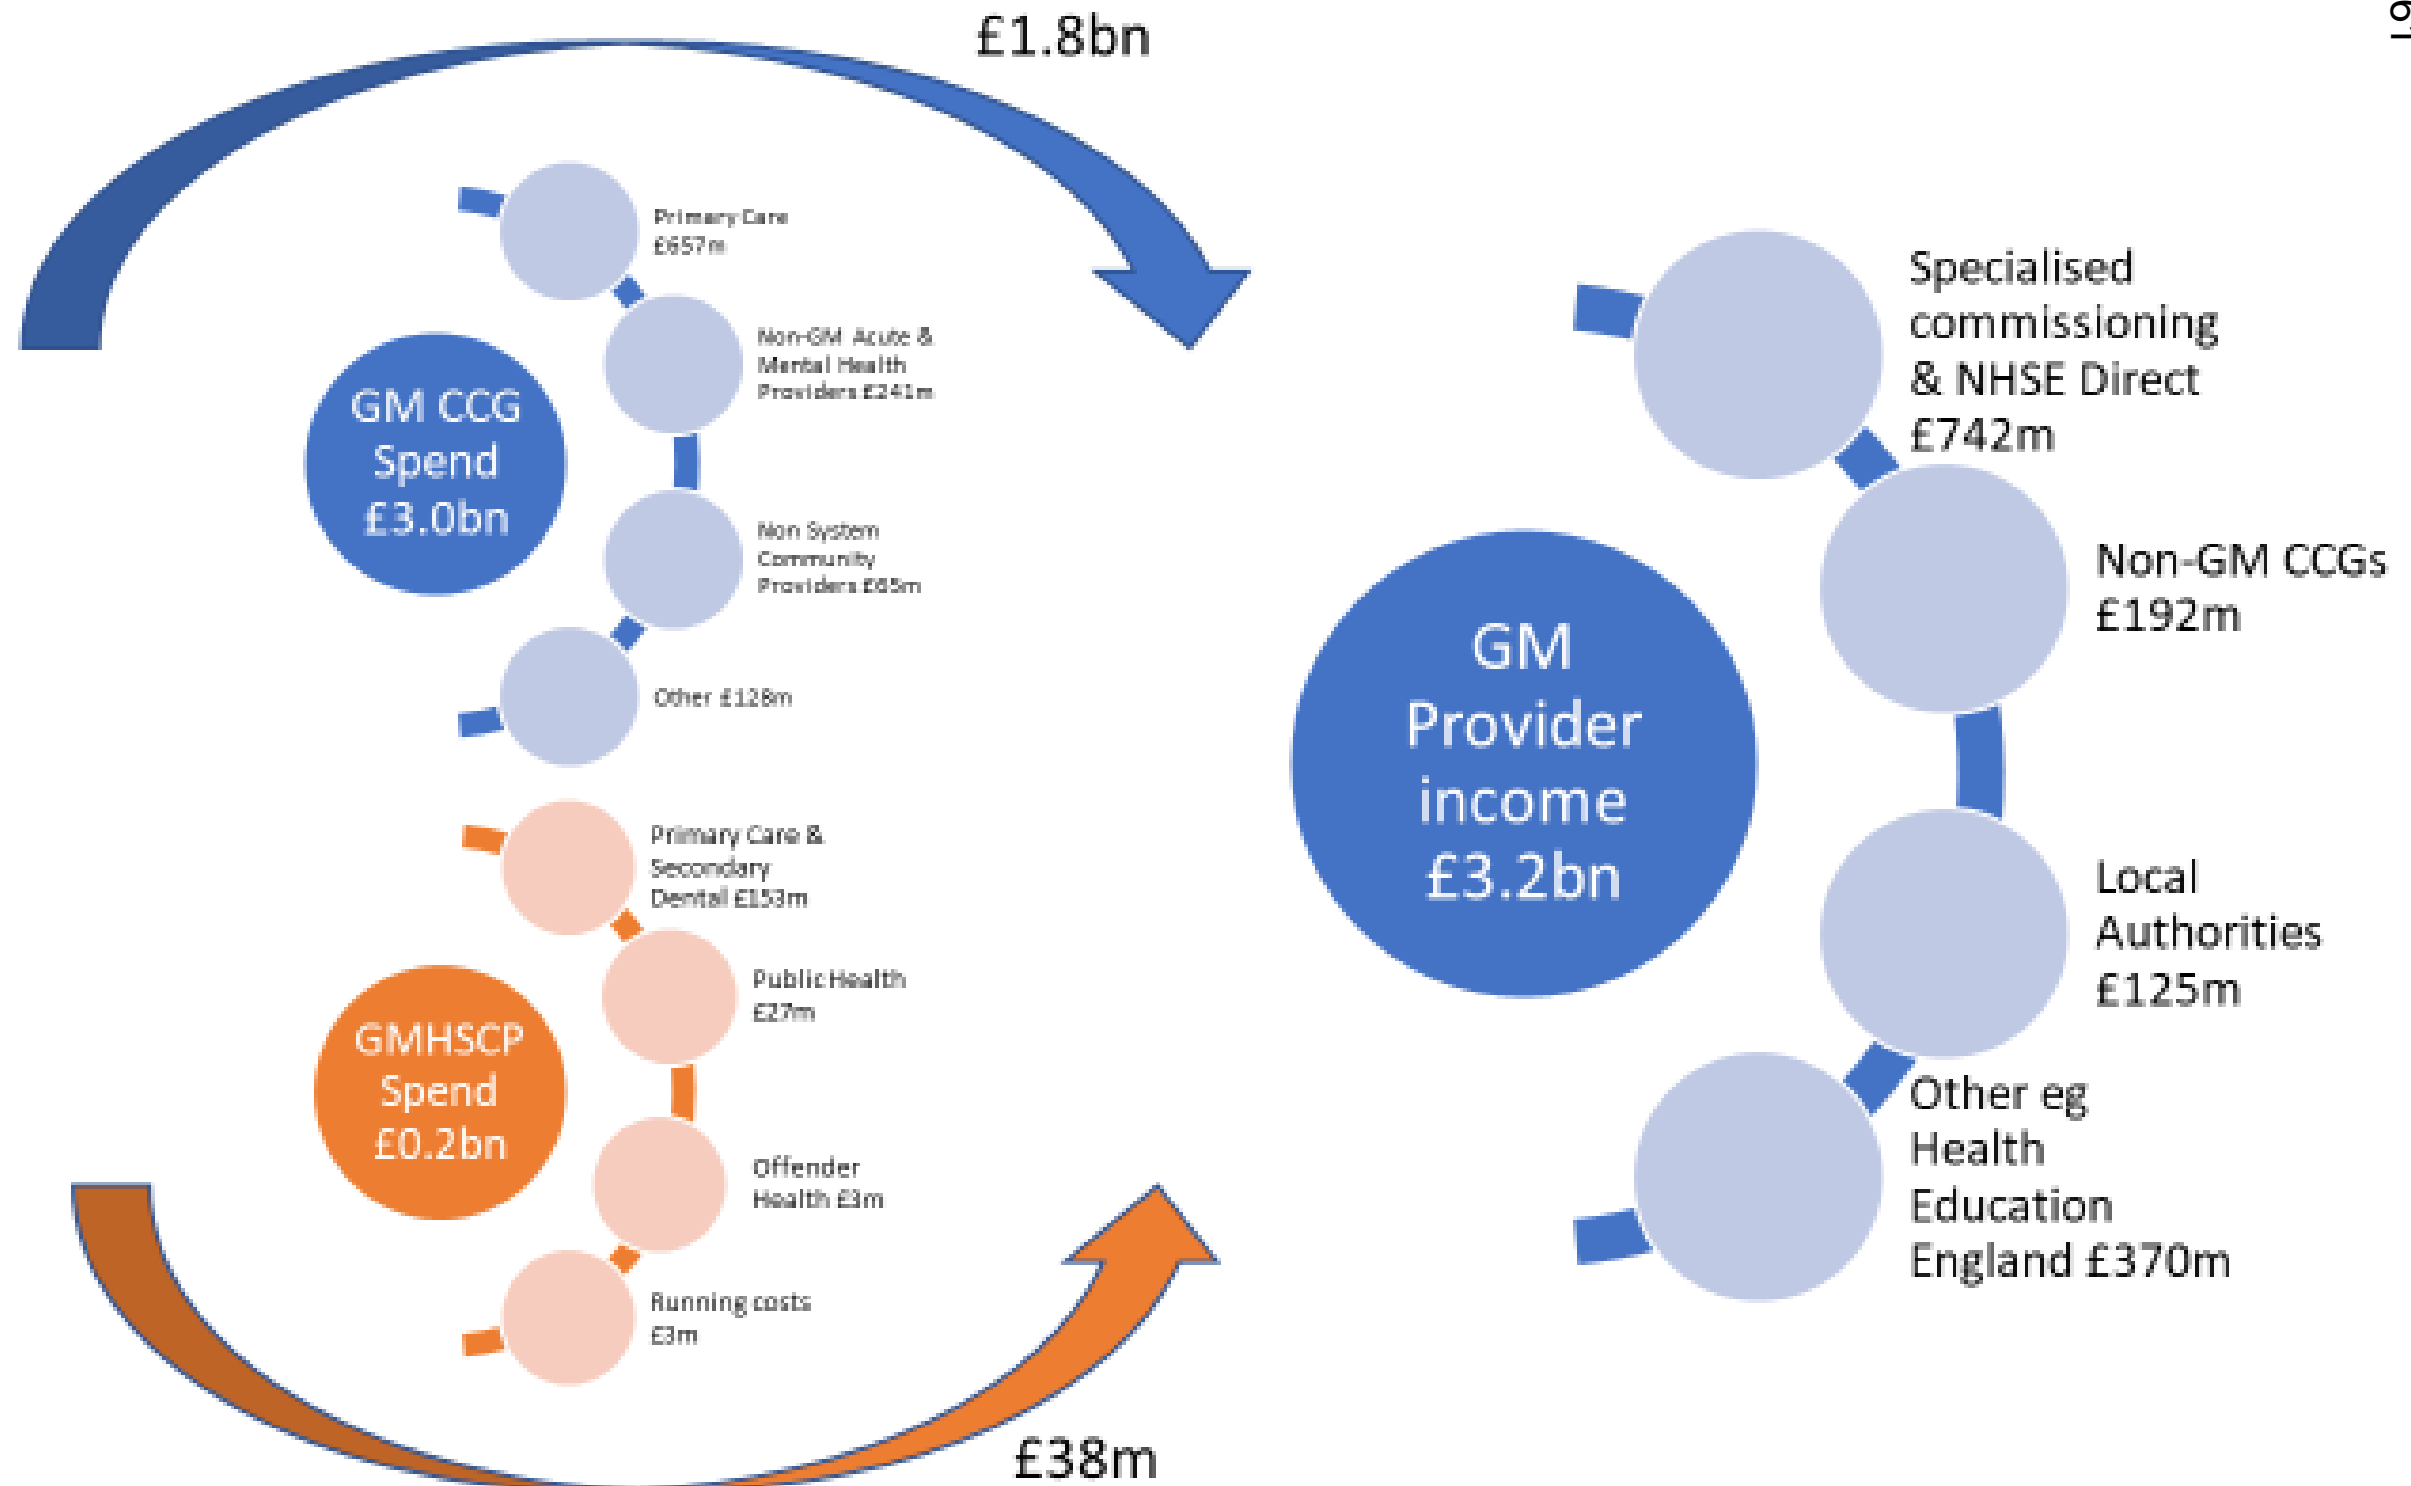 £1.8bn
Primary Care
£657m
Non-GM Acute &
Mental Health
Providers £241m
GM CCG
Spend
£3.0bn
Non System
Community
Providers £65m
Other £128m
Primary Care &
Secondary
Dental £153m
Public Health
£27m
GMHSCP
Spend
£0.2bn
Offender
Health £3m
Running costs
£3m
£38m
Specialised
commissioning
& NHSE Direct
£742m
Non-GM CCGs
£192m
GM
Provider
income
£3.2bn
Local
Authorities
£125m
Other eg
Health
Education
England £370m